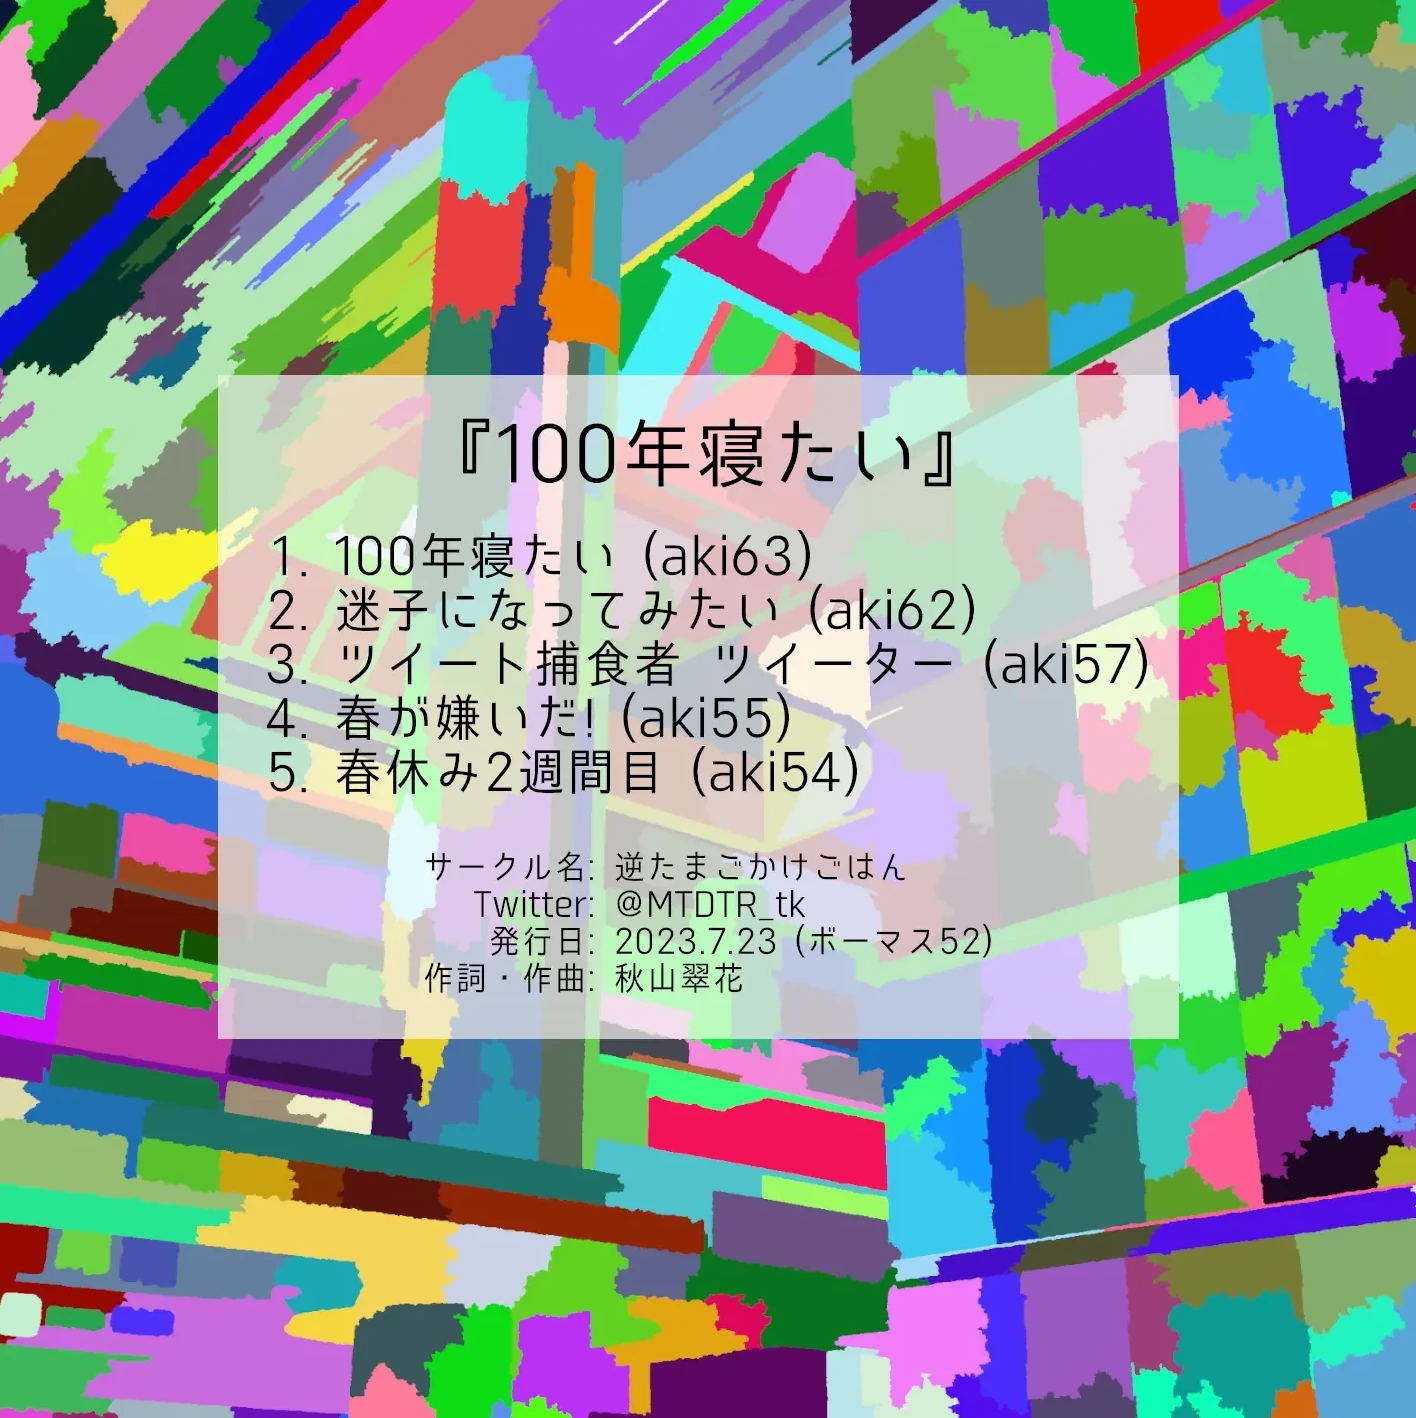 『100年寝たい』
1. 100年寝たい (aki63)
2. 迷子になってみたい (aki62)
3. ツイート捕食者 ツイーター (aki57)
4. 春が嫌いだ! (aki55)
5. 春休み2週間目 (aki54)
サークル名: 逆たまごかけごはん
Twitter: @MTDTR_tk
発行日: 2023.7.23 (ボーマス52)
作詞・作曲: 秋山翠花